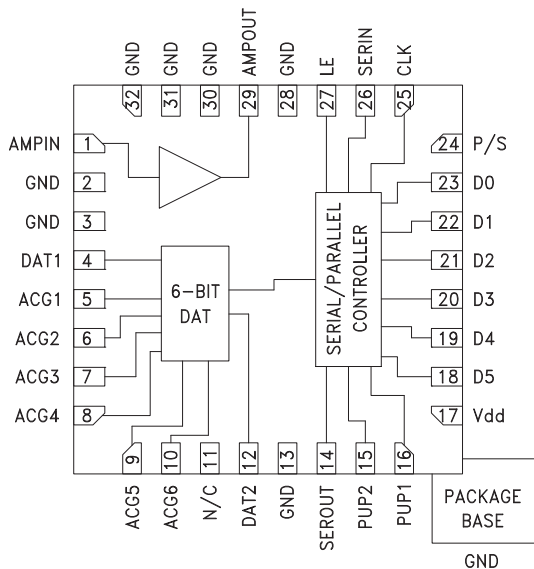 GND
GND
GND
AMPOUT
GND
LE
SERIN
CLK
32
31
30
29
28
27
26
25
AMPIN 1
GND 2
GND 3
DAT1 4
ACG1 5
ACG2 6
ACG3 7
ACG4 8
6-BIT
DAT
SERIAL/PARALLEL
CONTROLLER
24 P/S
23 D0
22 D1
21 D2
20 D3
19 D4
18 D5
17 Vdd
9
10
11
12
13
14
15
16
ACG5
ACG6
N/C
DAT2
GND
SEROUT
PUP2
PUP1
PACKAGE
BASE
GND